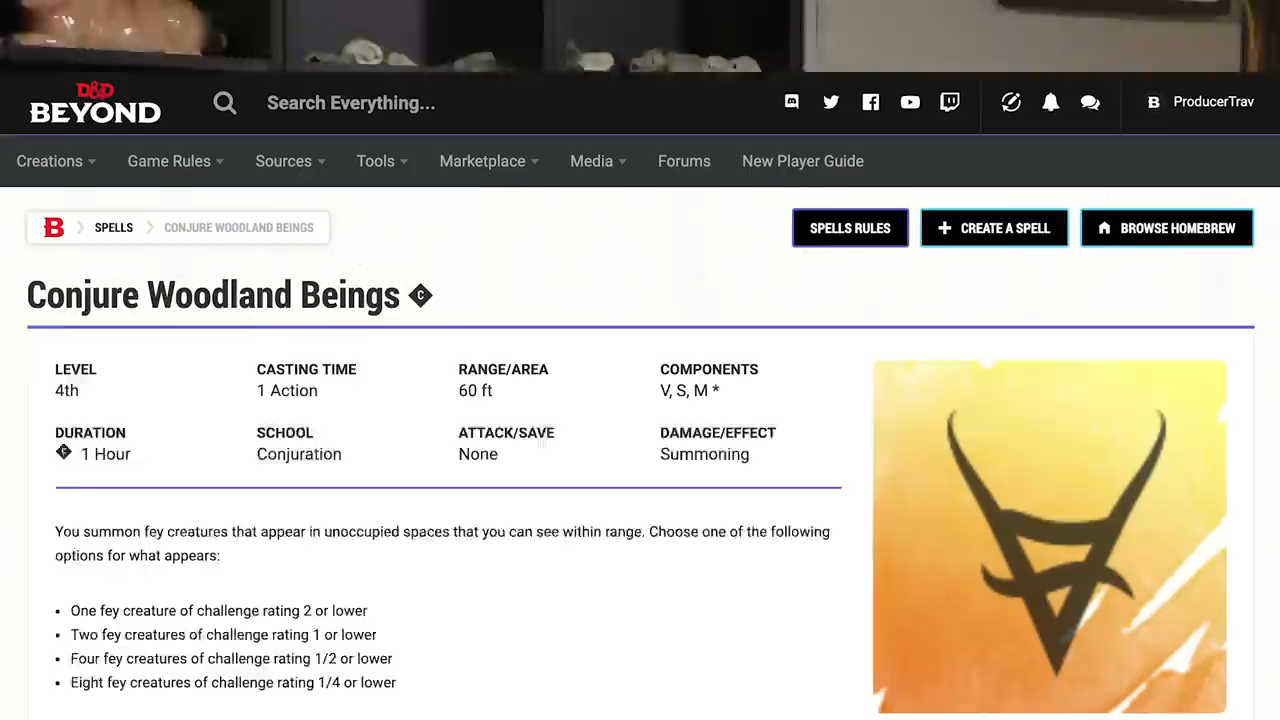 D&D
BEYOND
Search Everything...
ProducerTrav
Creations
Game Rules
Sources
Tools
Marketplace
Media
Forums
New Player Guide
B
SPELLS
CONJURE WOODLAND BEINGS
SPELLS RULES
CREATE A SPELL
BROWSE HOMEBREW
Conjure Woodland Beings C
LEVEL
4th
CASTING TIME
1 Action
RANGE/AREA
60 ft
COMPONENTS
V, S, M *
DURATION
C 1 Hour
SCHOOL
Conjuration
ATTACK/SAVE
None
DAMAGE/EFFECT
Summoning
You summon fey creatures that appear in unoccupied spaces that you can see within range. Choose one of the following
options for what appears:
• One fey creature of challenge rating 2 or lower
• Two fey creatures of challenge rating 1 or lower
• Four fey creatures of challenge rating 1/2 or lower
• Eight fey creatures of challenge rating 1/4 or lower